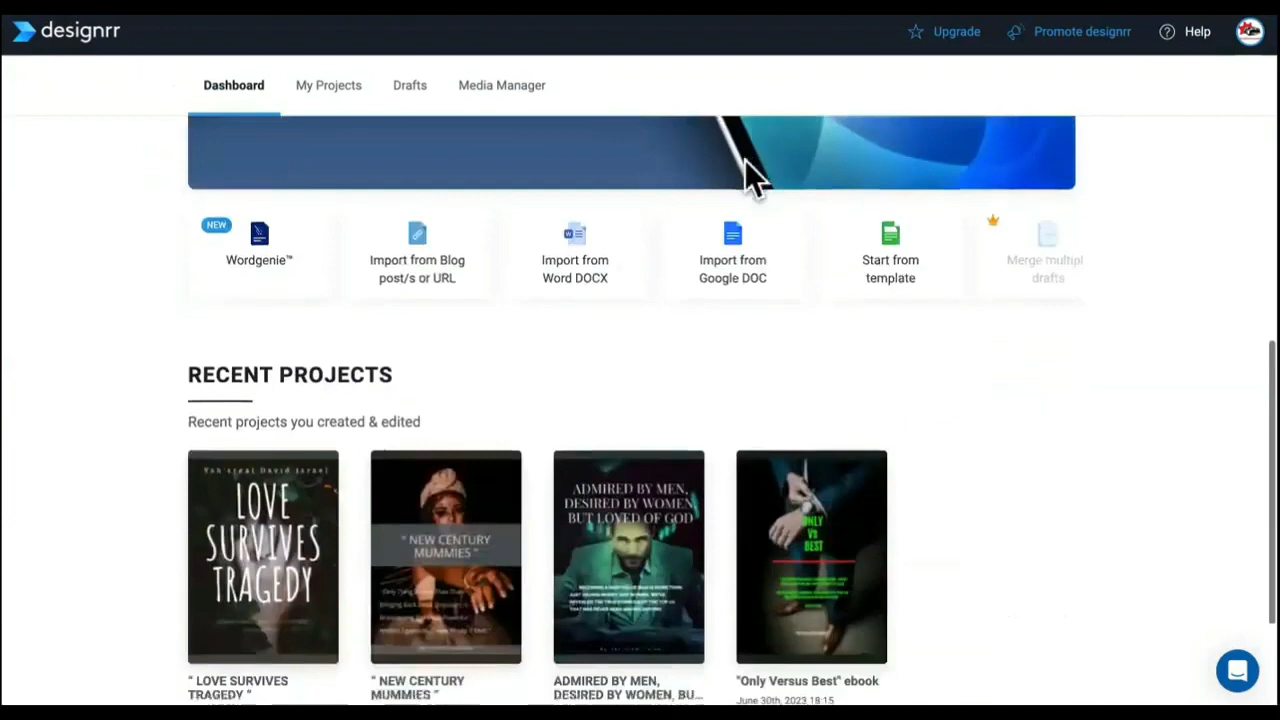 designrr
Upgrade
Promote designrr
Help
Dashboard
My Projects
Drafts
Media Manager
NEW
Wordgenie™
Import from Blog
post/s or URL
Import from
Word DOCX
Import from
Google DOC
Start from
template
Merge multipl
drafts
RECENT PROJECTS
Recent projects you created & edited
LOVE
SURVIVES
TRAGEDY
" NEW CENTURY
MUMMIES "
ADMIRED BY MEN,
DESIRED BY WOMEN,
BUT LOVED OF GOD
ONLY
Vs
BEST
" LOVE SURVIVES
TRAGEDY "
" NEW CENTURY
MUMMIES "
ADMIRED BY MEN,
DESIRED BY WOMEN, BU...
"Only Versus Best" ebook
June 30th, 2023,18:15